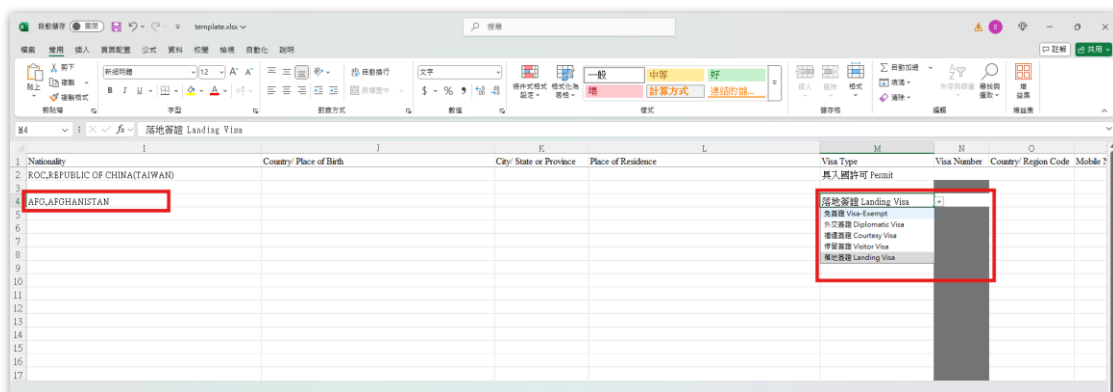 自動儲存 關閉 template.xlsx 搜尋
檔案 常用 插入 頁面配置 公式 資料 校閱 檢視 自動化 說明 註解 共用
貼上 剪下 複製 複製格式 新細明體 12 A A 自動換行 文字 條件式格式設定 格式化為表格 一般 中等 好
B I U A 跨欄置中 $ % 壞 計算方式 連結的儲... 插入 刪除 格式 自動加總 填滿 清除 排序與篩選 尋找與選取 增益集
剪貼簿 字型 對齊方式 數值 樣式 儲存格 編輯 增益集
M4 fx 落地簽證 Landing Visa
I J K L M N O
1 Nationality Country/ Place of Birth City/ State or Province Place of Residence Visa Type Visa Number Country/ Region Code Mobile N
2 ROC,REPUBLIC OF CHINA(TAIWAN) 具入國許可 Permit
3
4 AFG,AFGHANISTAN 落地簽證 Landing Visa
5 免簽證 Visa-Exempt
6 外交簽證 Diplomatic Visa
7 禮遇簽證 Courtesy Visa
停留簽證 Visitor Visa
8 落地簽證 Landing Visa
9
10
11
12
13
14
15
16
17